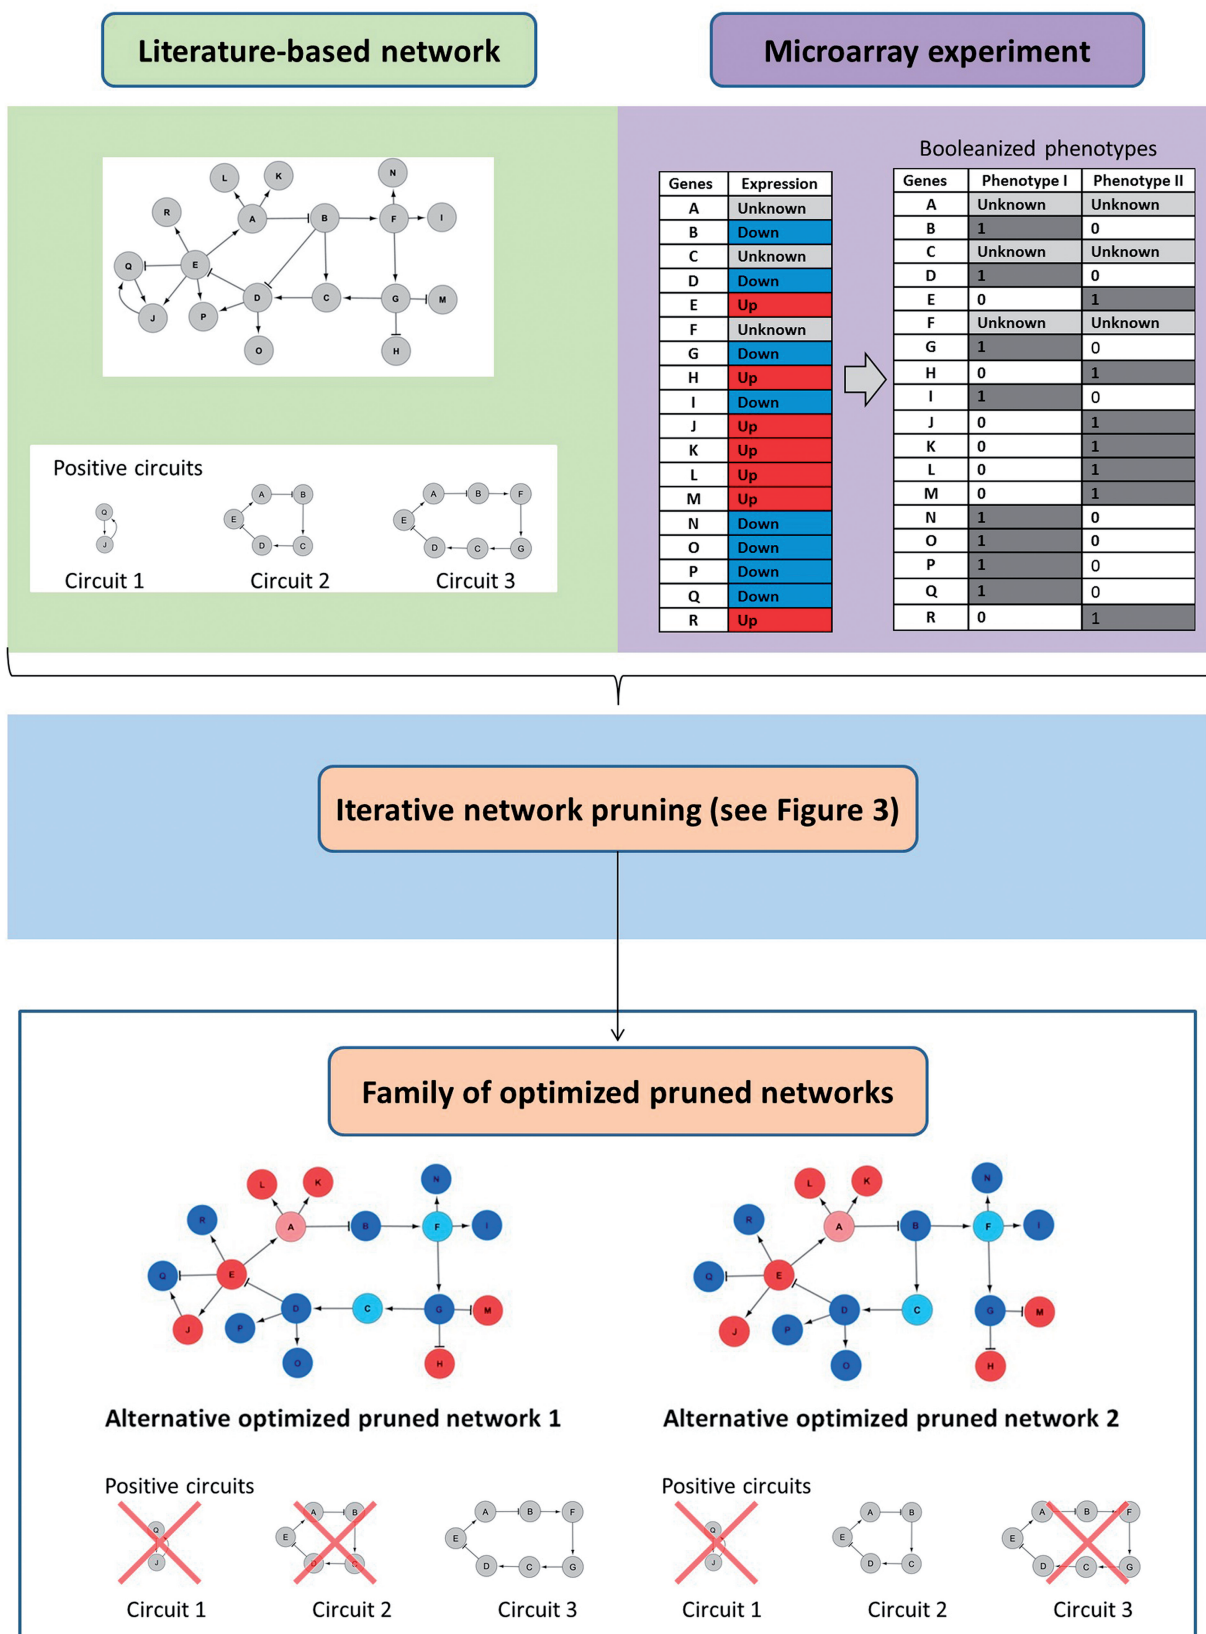 Literature-based network
Microarray experiment
L
K
N
R
A
B
F
I
Q
E
D
C
G
M
J
P
O
H
Positive circuits
Q
J
A
B
E
D
C
A
B
F
E
D
C
G
Circuit 1
Circuit 2
Circuit 3
Genes Expression
A Unknown
B Down
C Unknown
D Down
E Up
F Unknown
G Down
H Up
I Down
J Up
K Up
L Up
M Up
N Down
O Down
P Down
Q Down
R Up
Booleanized phenotypes
Genes Phenotype I Phenotype II
A Unknown Unknown
B 1 0
C Unknown Unknown
D 1 0
E 0 1
F Unknown Unknown
G 1 0
H 0 1
I 1 0
J 0 1
K 0 1
L 0 1
M 0 1
N 1 0
O 1 0
P 1 0
Q 1 0
R 0 1
Iterative network pruning (see Figure 3)
Family of optimized pruned networks
L
K
N
R
A
B
F
I
Q
E
D
C
G
M
J
P
O
H
L
K
N
R
A
B
F
I
Q
E
D
C
G
M
J
P
O
H
Alternative optimized pruned network 1
Alternative optimized pruned network 2
Positive circuits
Q
J
A
B
E
D
C
A
B
F
E
D
C
G
Circuit 1
Circuit 2
Circuit 3
Positive circuits
Q
J
A
B
E
D
C
A
B
F
E
D
C
G
Circuit 1
Circuit 2
Circuit 3